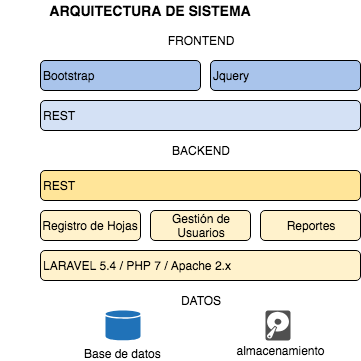 ARQUITECTURA DE SISTEMA
FRONTEND
Bootstrap
Jquery
REST
BACKEND
REST
Registro de Hojas
Gestión de
Usuarios
Reportes
LARAVEL 5.4 / PHP 7 / Apache 2.x
DATOS
Base de datos
almacenamiento